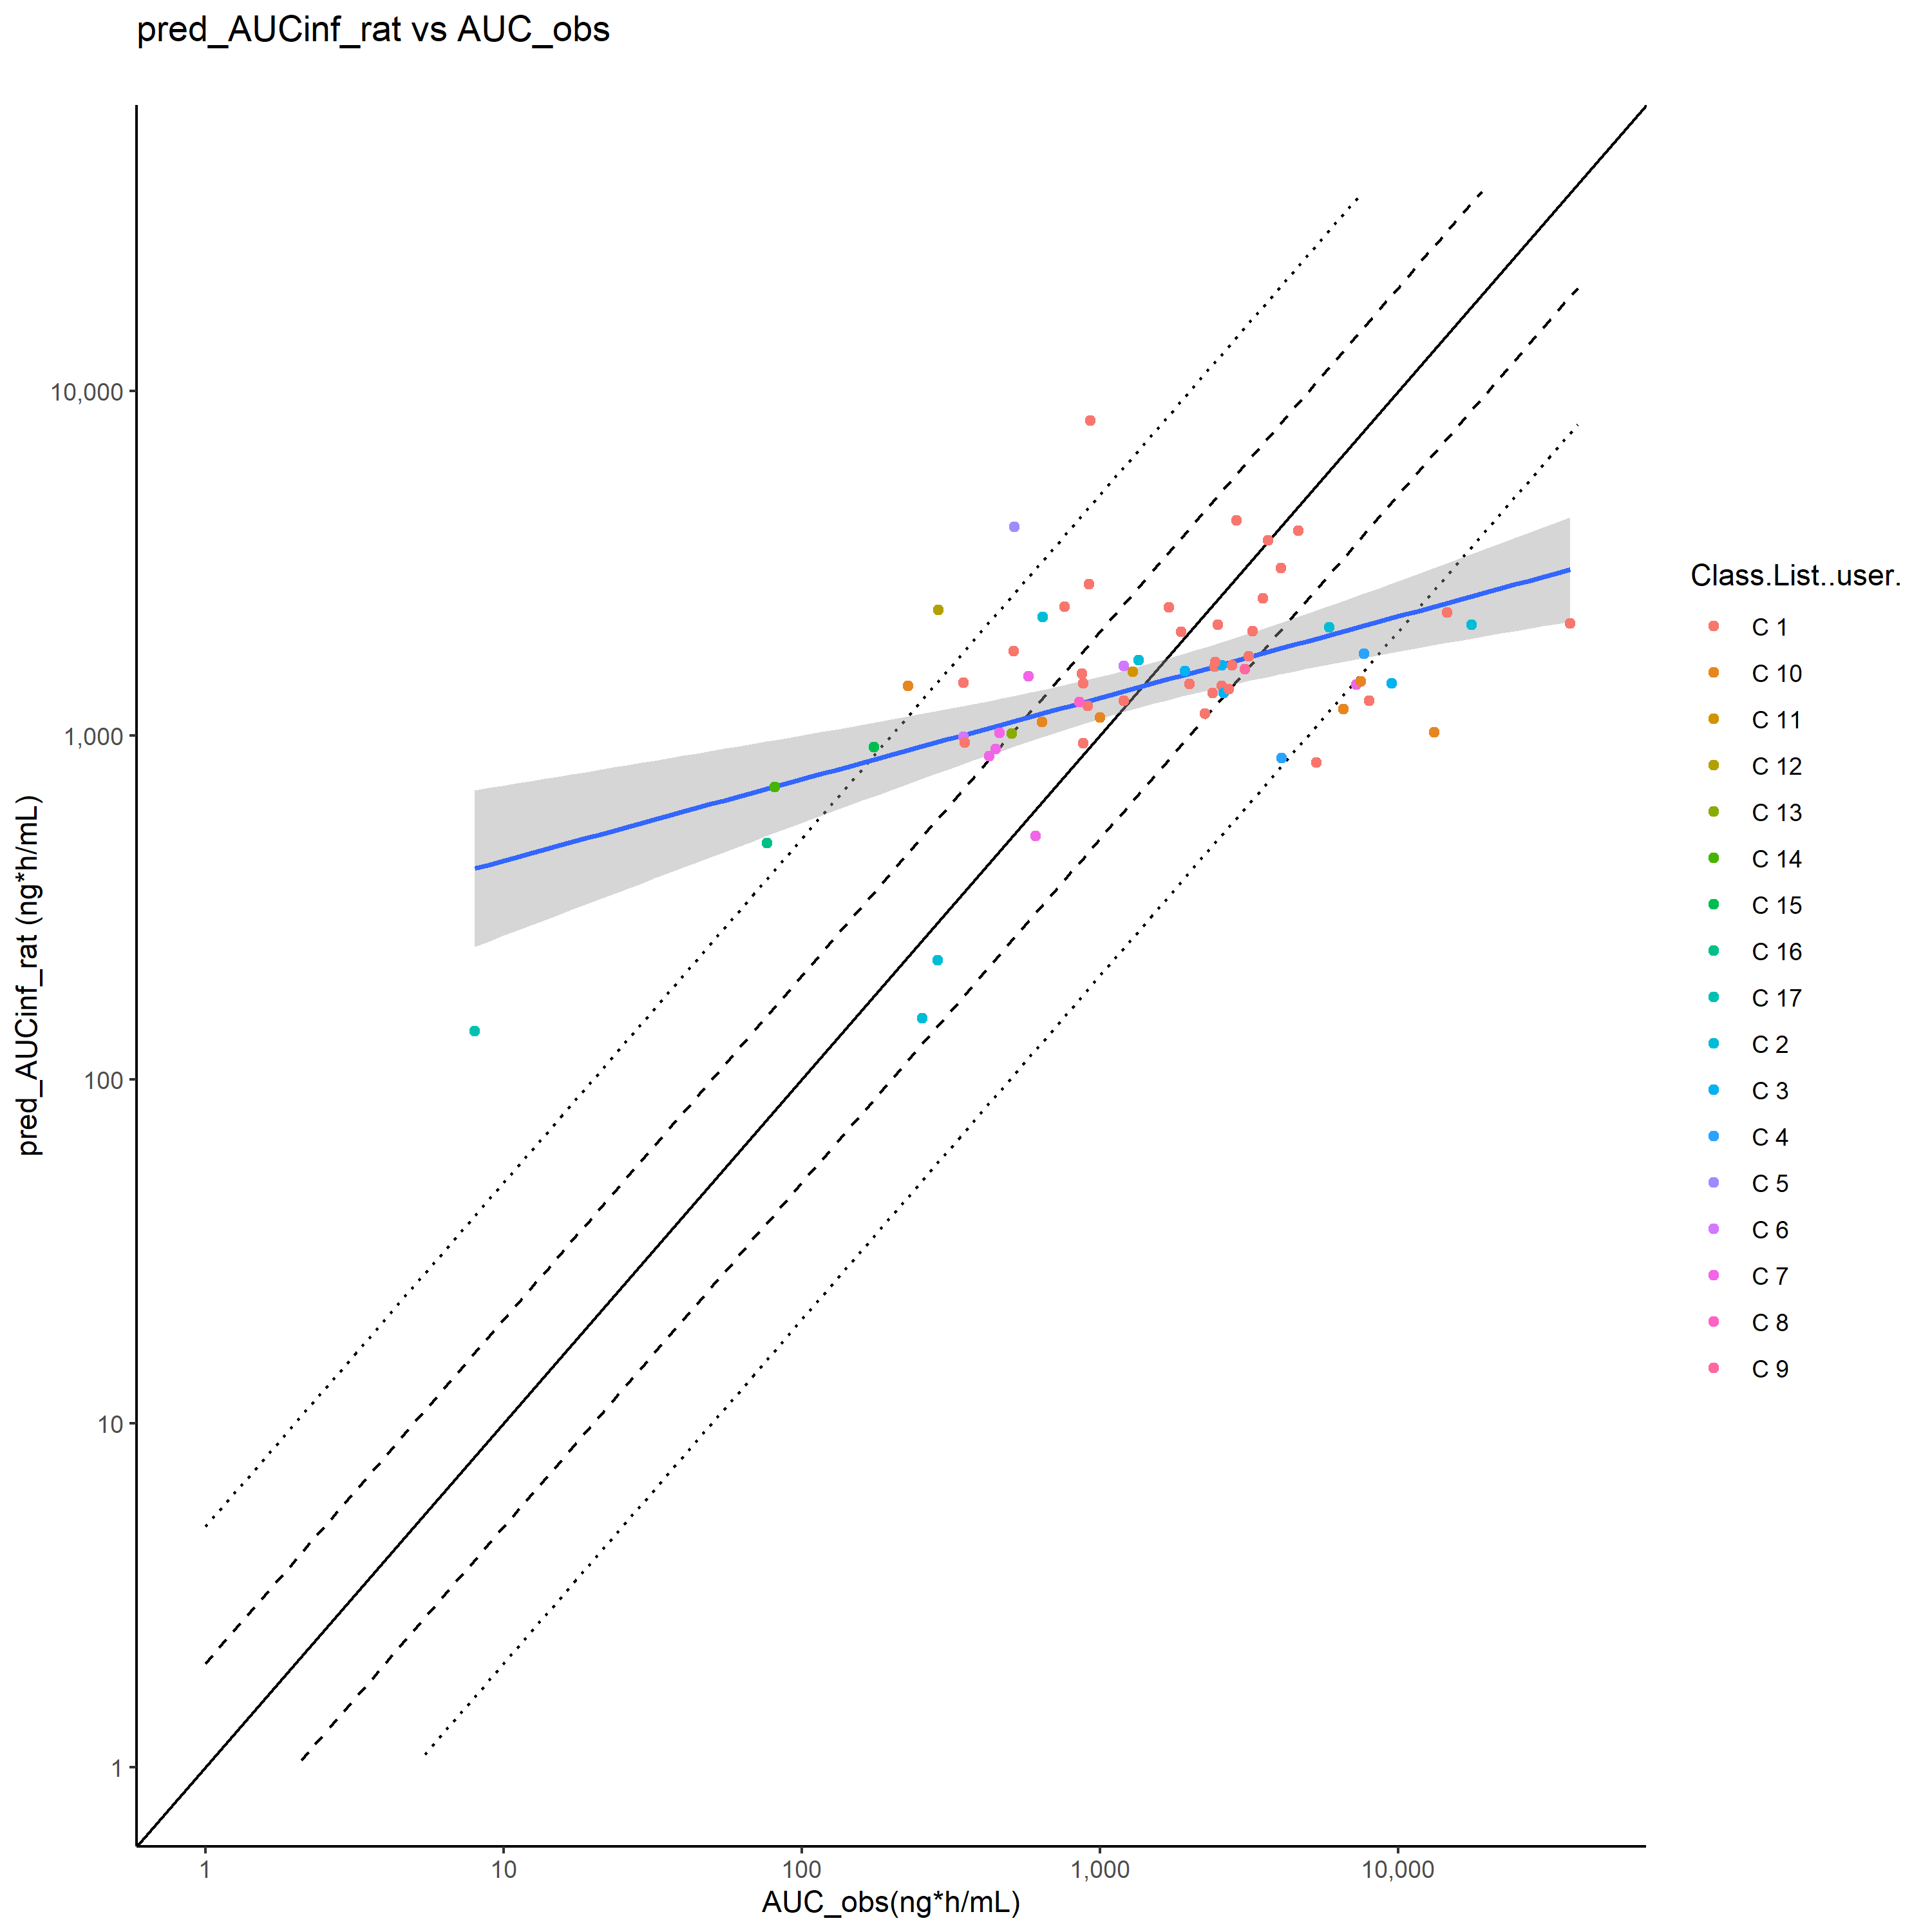 pred_AUCinf_rat vs AUC_obs
pred_AUCinf_rat (ng*h/mL)
10,000
1,000
100
10
1
1
10
100
1,000
10,000
AUC_obs(ng*h/mL)
Class.List..user.
C 1
C 10
C 11
C 12
C 13
C 14
C 15
C 16
C 17
C 2
C 3
C 4
C 5
C 6
C 7
C 8
C 9